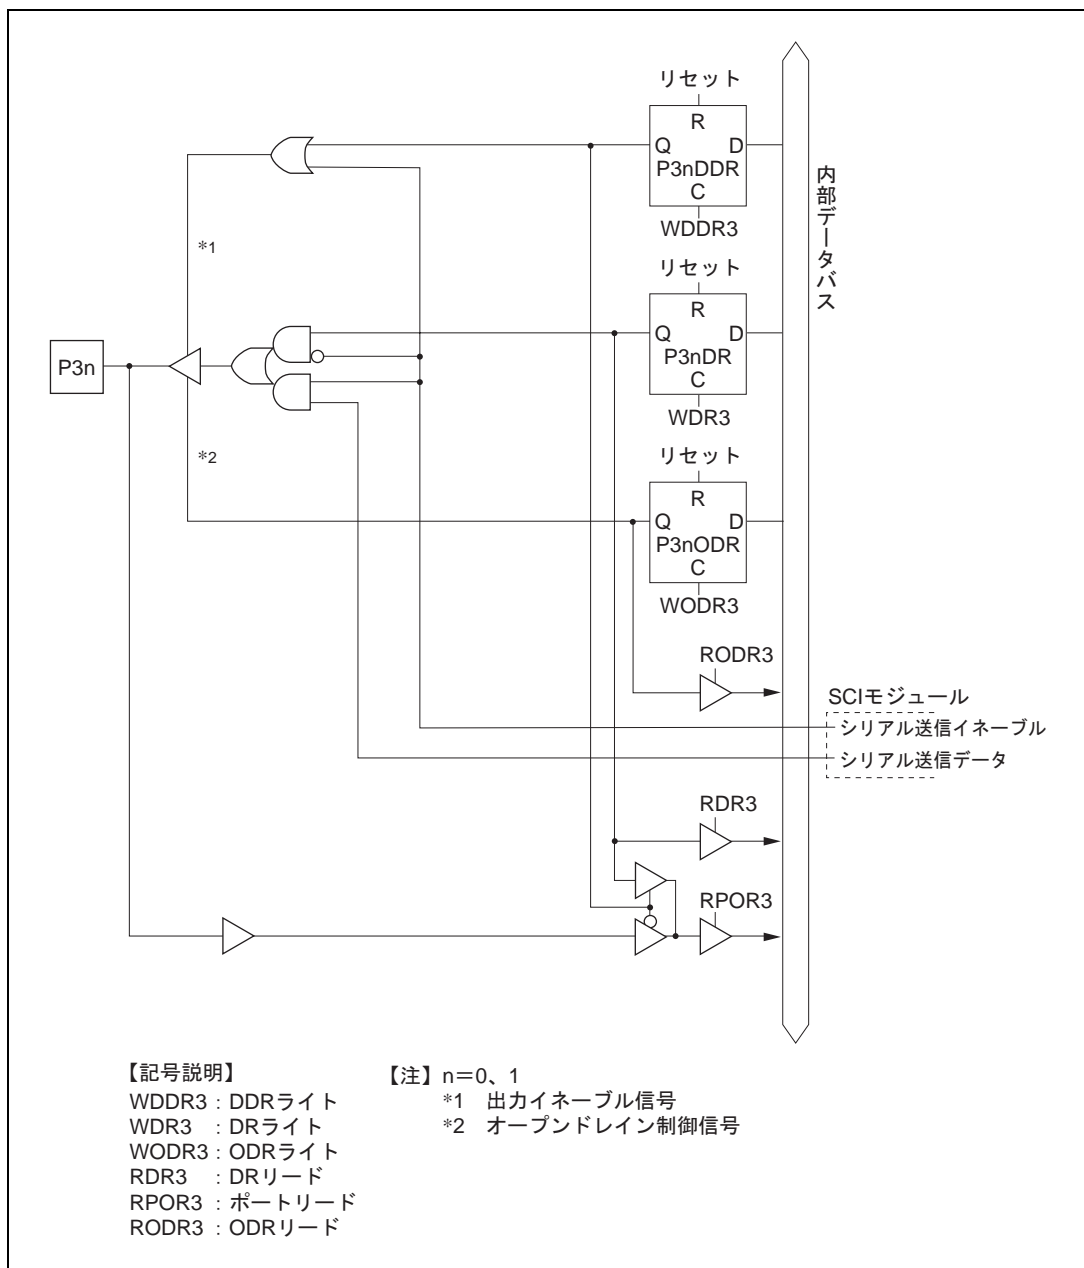 リセット
R
Q D
P3nDDR
C
WDDR3
内部データバス
*1
リセット
R
Q D
P3nDR
C
WDR3
P3n
*2
リセット
R
Q D
P3nODR
C
WODR3
RODR3
SCIモジュール
シリアル送信イネーブル
シリアル送信データ
RDR3
RPOR3
【記号説明】
WDDR3 : DDRライト
WDR3 : DRライト
WODR3 : ODRライト
RDR3 : DRリード
RPOR3 : ポートリード
RODR3 : ODRリード
【注】 n＝0、1
*1 出力イネーブル信号
*2 オープンドレイン制御信号